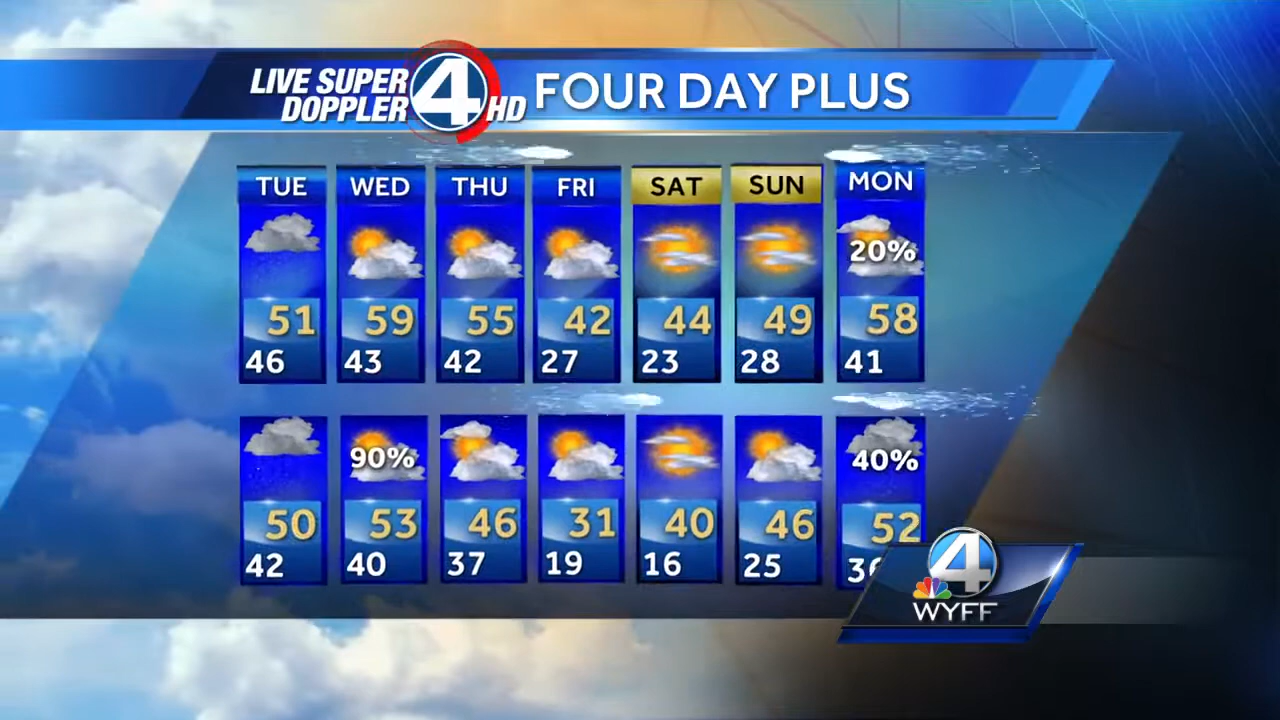 LIVE SUPER DOPPLER 4 HD FOUR DAY PLUS
TUE WED THU FRI SAT SUN MON
20%
51 59 55 42 44 49 58
46 43 42 27 23 28 41
90% 40%
50 53 46 31 40 46 52
42 40 37 19 16 25
4
WYFF